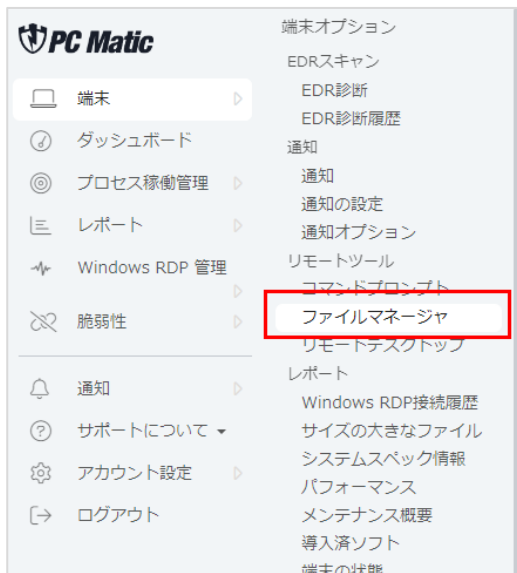 PC Matic
端末
ダッシュボード
プロセス稼働管理
レポート
Windows RDP 管理
脆弱性
通知
サポートについて
アカウント設定
ログアウト
端末オプション
EDRスキャン
EDR診断
EDR診断履歴
通知
通知
通知の設定
通知オプション
リモートツール
コマンドプロンプト
ファイルマネージャ
リモートデスクトップ
レポート
Windows RDP接続履歴
サイズの大きなファイル
システムスペック情報
パフォーマンス
メンテナンス概要
導入済ソフト
端末の状態